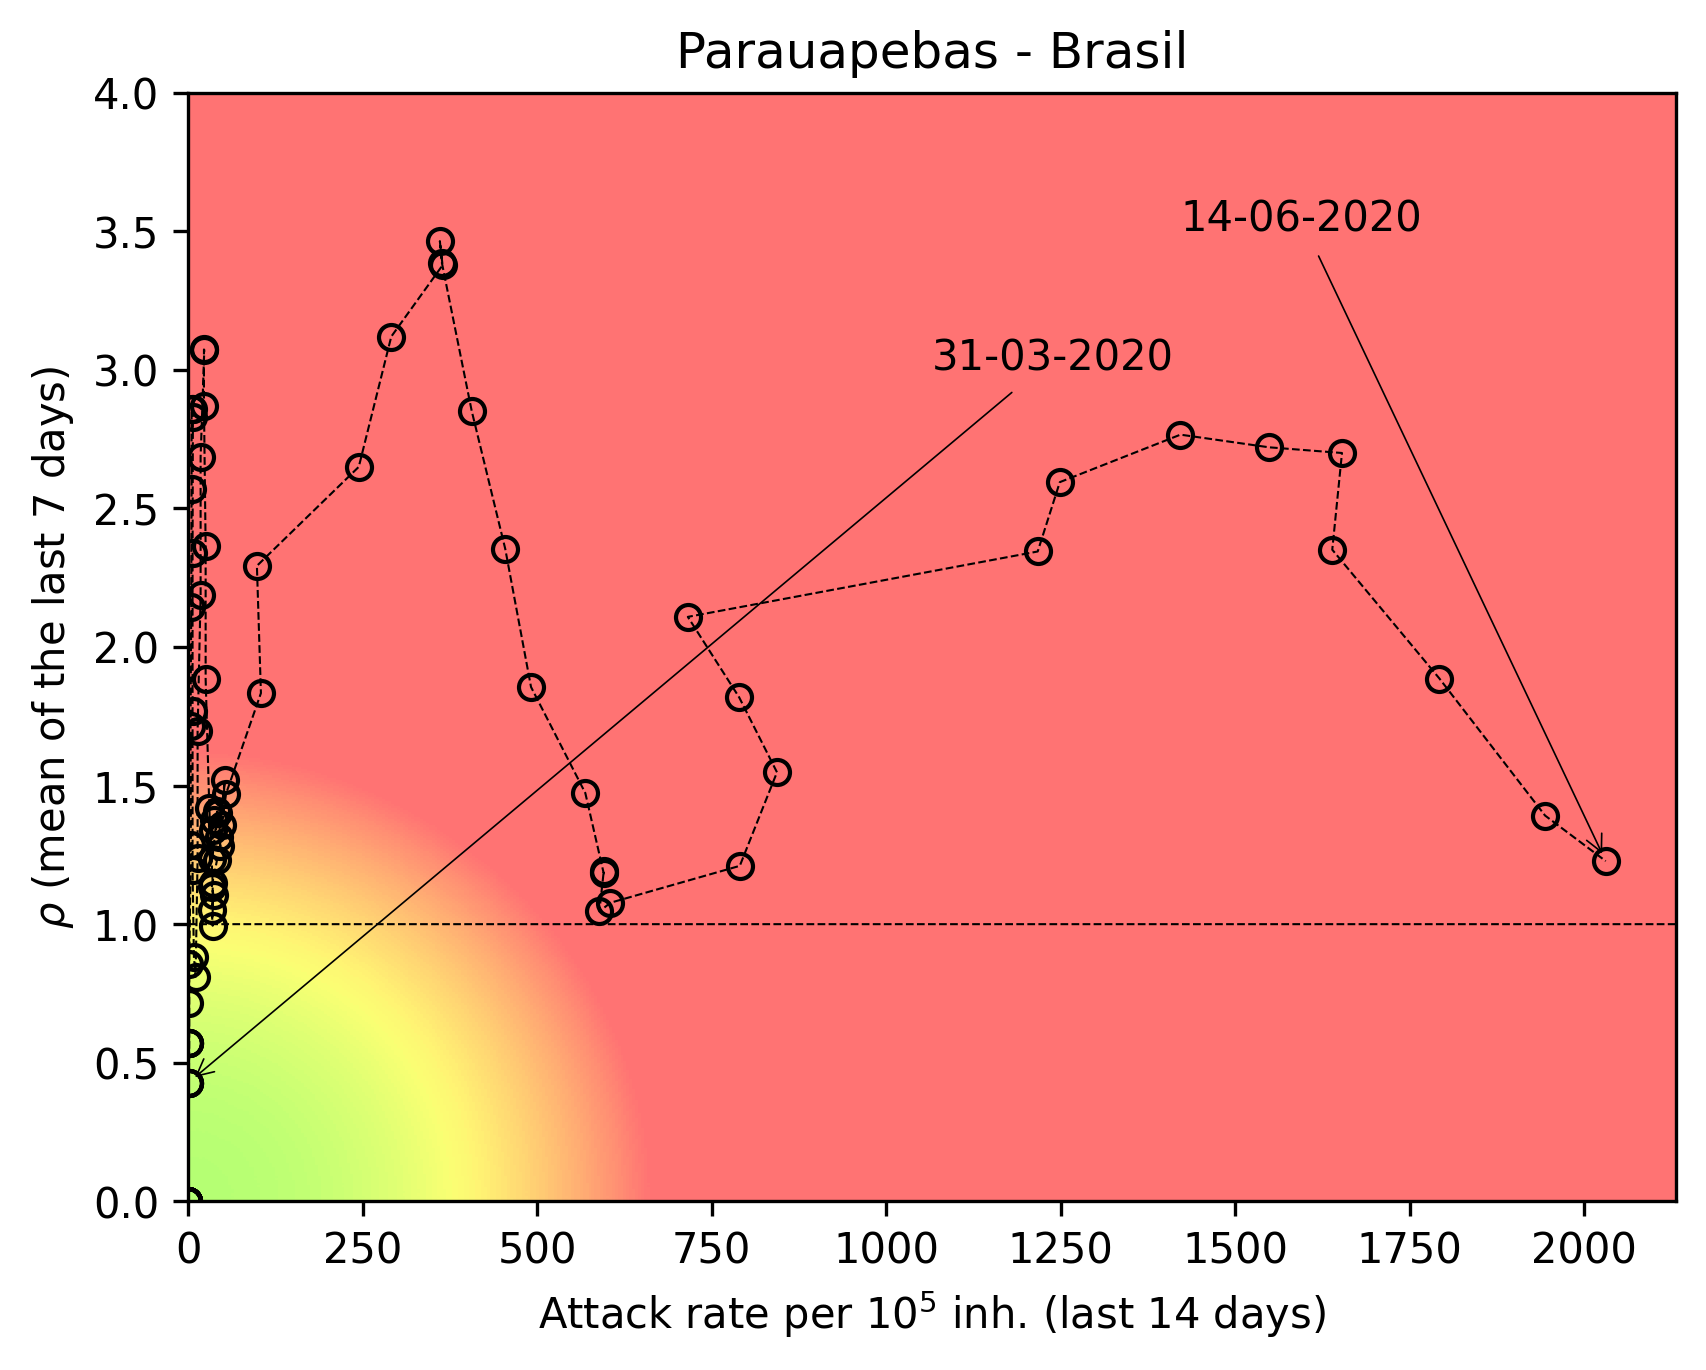 Parauapebas - Brasil
4.0
3.5
3.0
2.5
2.0
1.5
1.0
0.5
0.0
ρ (mean of the last 7 days)
14-06-2020
31-03-2020
0 250 500 750 1000 1250 1500 1750 2000
Attack rate per 10⁵ inh. (last 14 days)